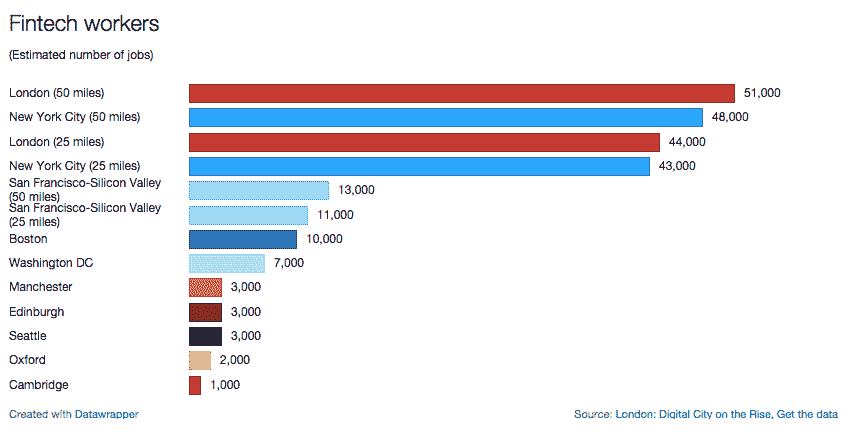 Fintech workers
(Estimated number of jobs)
London (50 miles) 51,000
New York City (50 miles) 48,000
London (25 miles) 44,000
New York City (25 miles) 43,000
San Francisco-Silicon Valley
(50 miles) 13,000
San Francisco-Silicon Valley
(25 miles) 11,000
Boston 10,000
Washington DC 7,000
Manchester 3,000
Edinburgh 3,000
Seattle 3,000
Oxford 2,000
Cambridge 1,000
Created with Datawrapper Source: London: Digital City on the Rise, Get the data